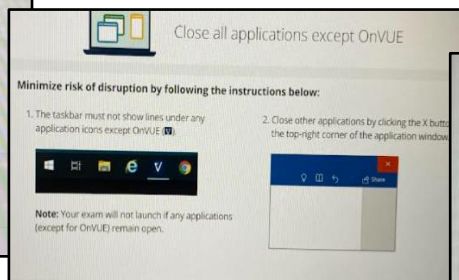 Close all applications except OnVUE
Minimize risk of disruption by following the instructions below:
1. The taskbar must not show lines under any
application icons except OnVUE (V).
2. Close other applications by clicking the X
the top-right corner of the application window
Share
Note: Your exam will not launch if any applications
(except for OnVUE) remain open.